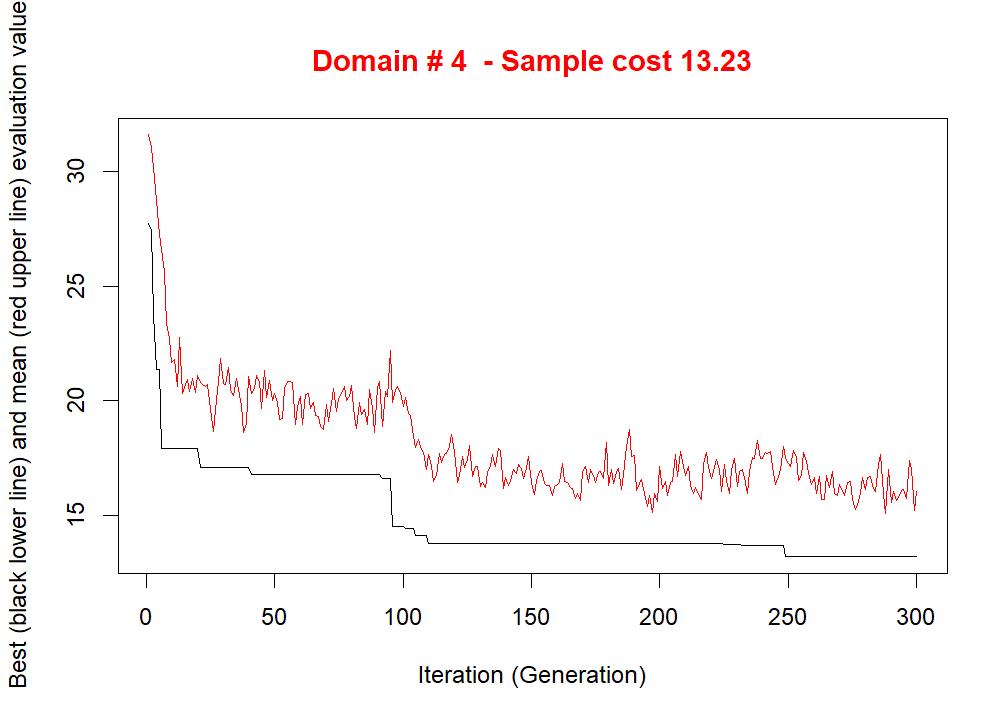 Domain # 4  - Sample cost 13.23
Best (black lower line) and mean (red upper line) evaluation value
30
25
20
15
0 50 100 150 200 250 300
Iteration (Generation)